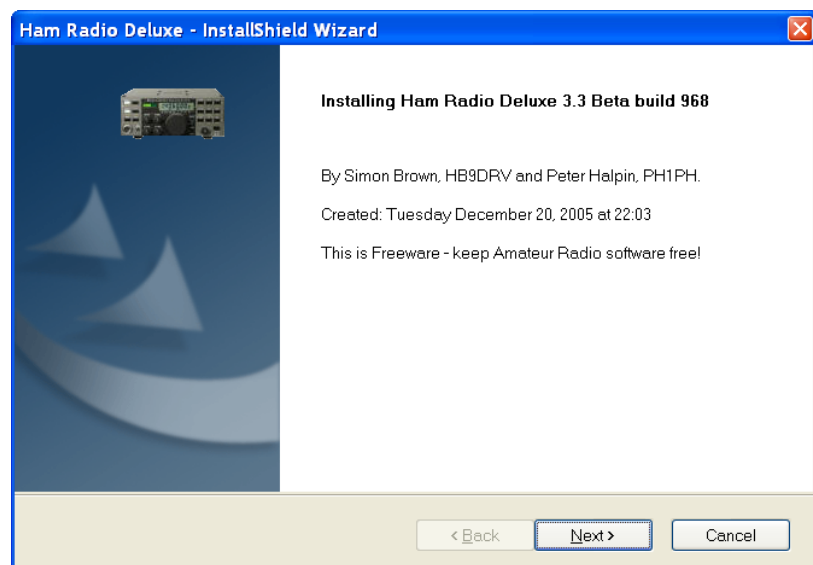 Ham Radio Deluxe - InstallShield Wizard
Installing Ham Radio Deluxe 3.3 Beta build 968
By Simon Brown, HB9DRV and Peter Halpin, PH1PH.
Created: Tuesday December 20, 2005 at 22:03
This is Freeware - keep Amateur Radio software free!
< Back
Next >
Cancel